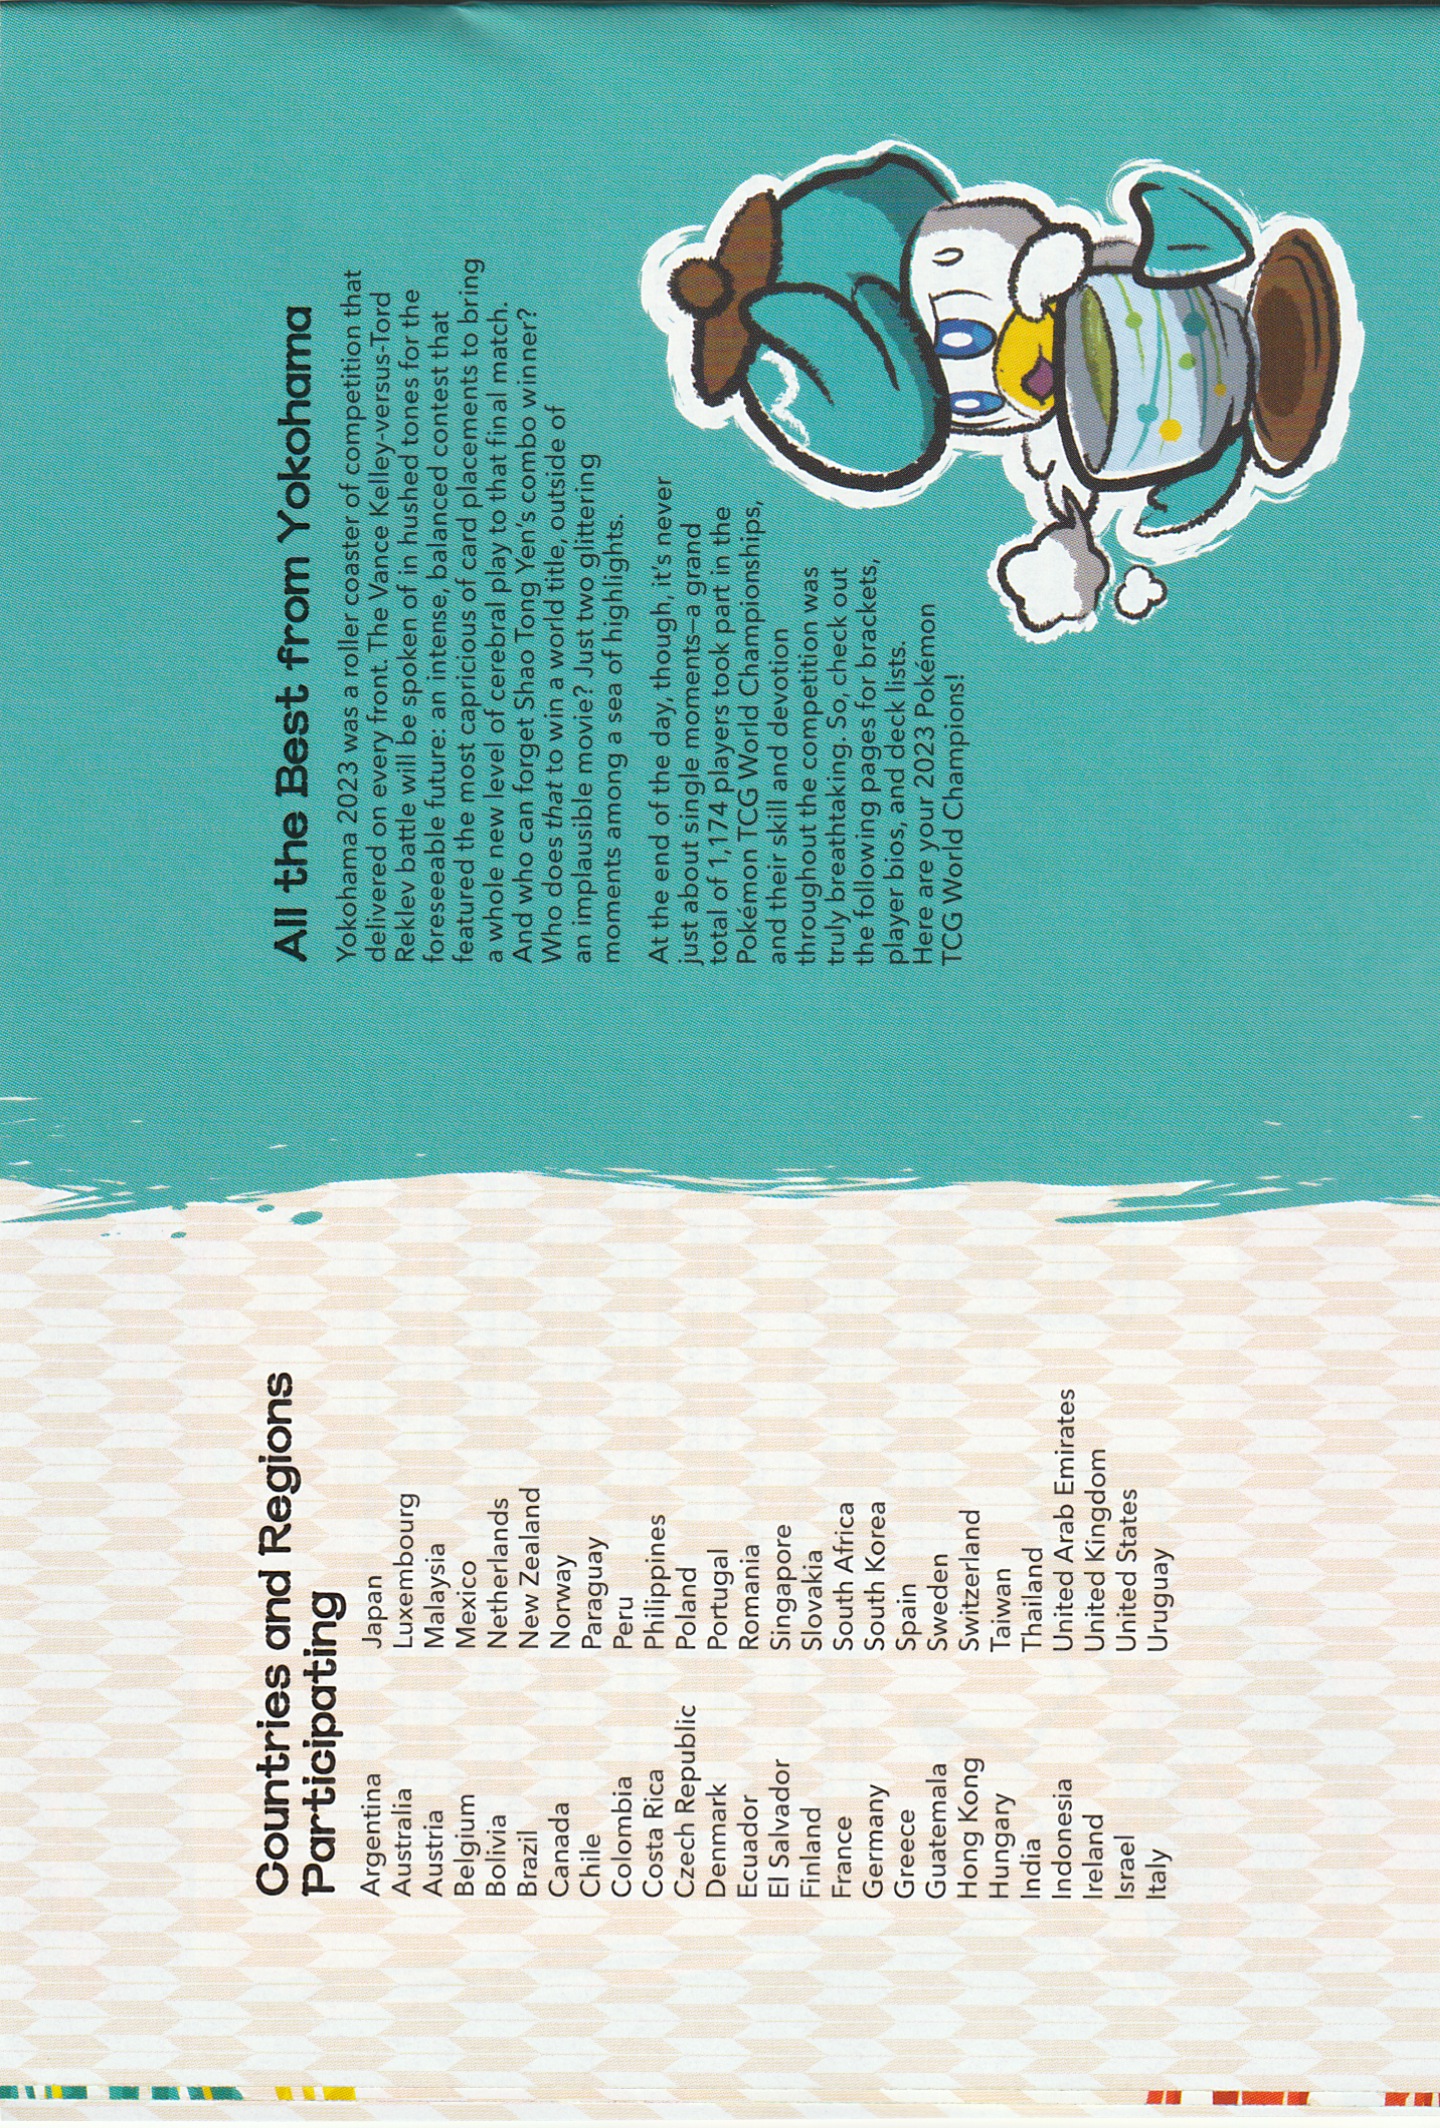 Countries and Regions
Participating
Argentina
Australia
Austria
Belgium
Bolivia
Brazil
Canada
Chile
Colombia
Costa Rica
Czech Republic
Denmark
Ecuador
El Salvador
Finland
France
Germany
Greece
Guatemala
Hong Kong
Hungary
India
Indonesia
Ireland
Israel
Italy
Japan
Luxembourg
Malaysia
Mexico
Netherlands
New Zealand
Norway
Paraguay
Peru
Philippines
Poland
Portugal
Romania
Singapore
Slovakia
South Africa
South Korea
Spain
Sweden
Switzerland
Taiwan
Thailand
United Arab Emirates
United Kingdom
United States
Uruguay
All the Best from Yokohama
Yokohama 2023 was a roller coaster of competition that
delivered on every front. The Vance Kelley-versus-Tord
Reklev battle will be spoken of in hushed tones for the
foreseeable future: an intense, balanced contest that
featured the most capricious of card placements to bring
a whole new level of cerebral play to that final match.
And who can forget Shao Tong Yen's combo winner?
Who does that to win a world title, outside of
an implausible movie? Just two glittering
moments among a sea of highlights.
At the end of the day, though, it's never
just about single moments—a grand
total of 1,174 players took part in the
Pokémon TCG World Championships,
and their skill and devotion
throughout the competition was
truly breathtaking. So, check out
the following pages for brackets,
player bios, and deck lists.
Here are your 2023 Pokémon
TCG World Champions!